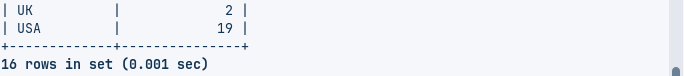 | UK          |             2 |
| USA         |            19 |
+-------------+---------------+
16 rows in set (0.001 sec)